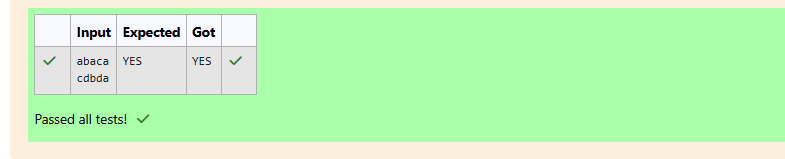 Input Expected Got
abaca YES YES
cdbda
Passed all tests!